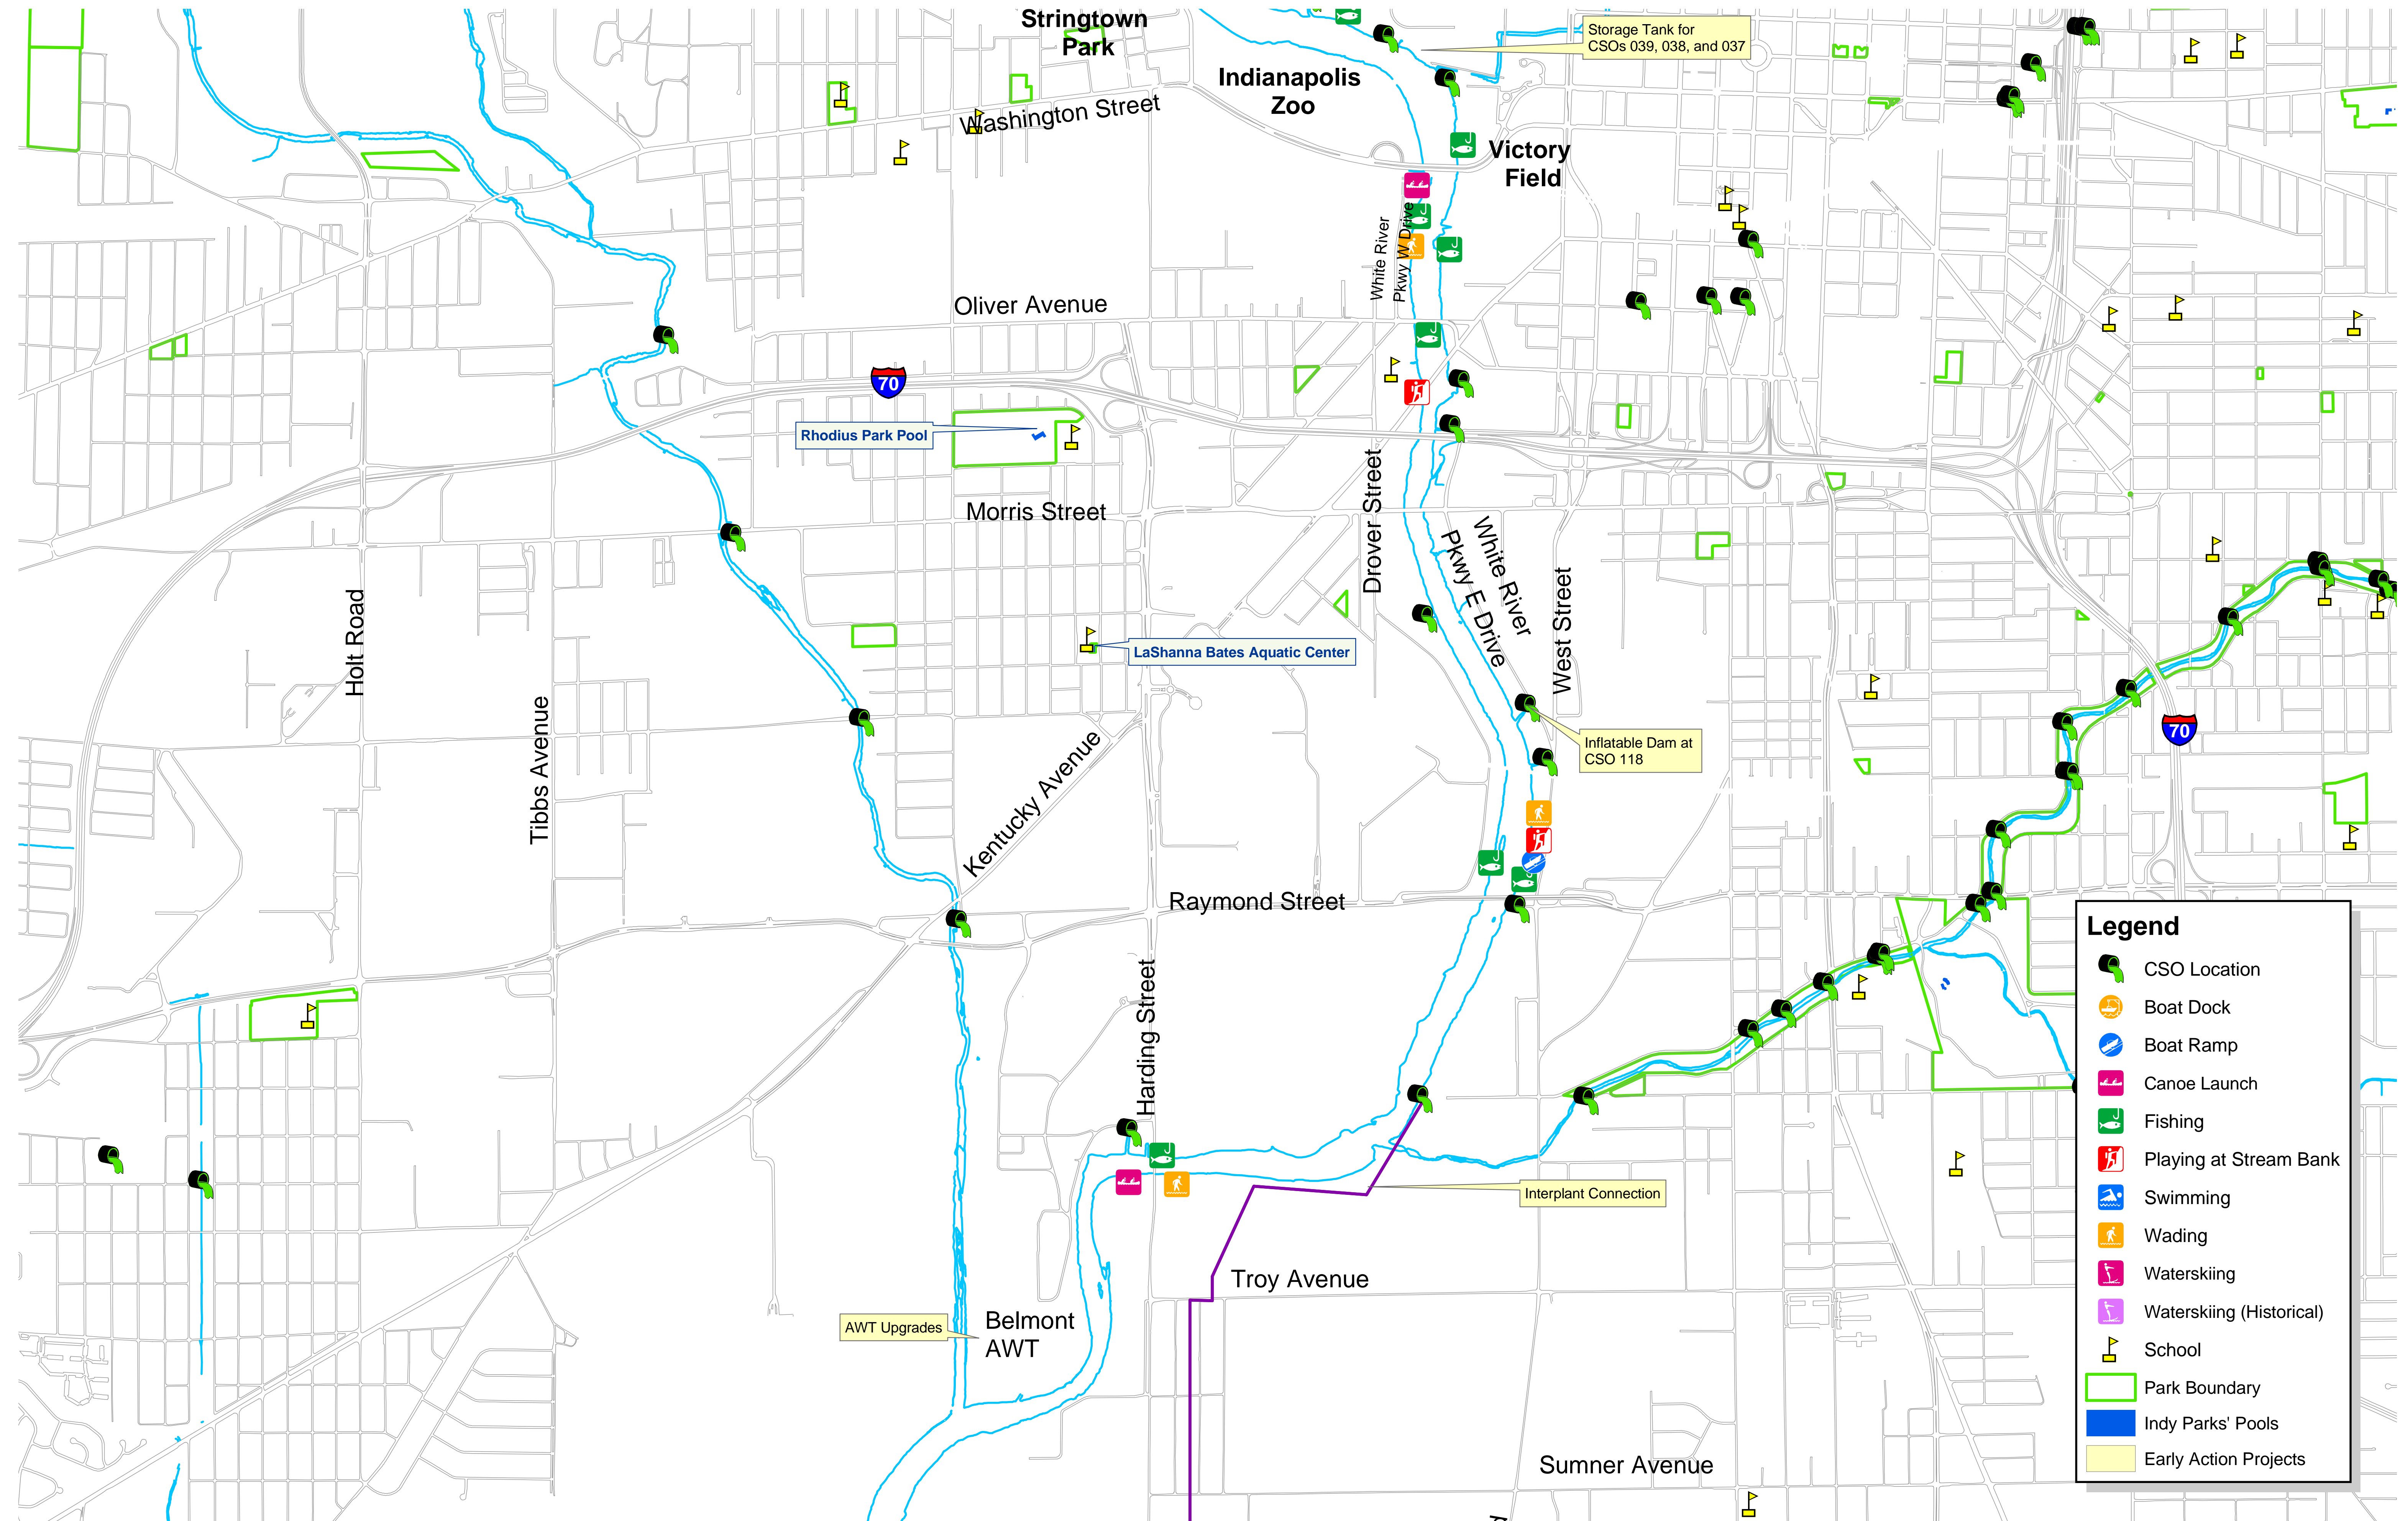 Stringtown
Park
Storage Tank for
CSOs 039, 038, and 037
Indianapolis
Zoo
Washington Street
Victory
Field
White River
Pkwy W Drive
Oliver Avenue
70
Rhodius Park Pool
Morris Street
Drover Street
White River
Pkwy E Drive
West Street
Holt Road
LaShanna Bates Aquatic Center
Tibbs Avenue
Kentucky Avenue
Inflatable Dam at
CSO 118
70
Raymond Street
Harding Street
Interplant Connection
Troy Avenue
AWT Upgrades
Belmont
AWT
Sumner Avenue
Legend
CSO Location
Boat Dock
Boat Ramp
Canoe Launch
Fishing
Playing at Stream Bank
Swimming
Wading
Waterskiing
Waterskiing (Historical)
School
Park Boundary
Indy Parks' Pools
Early Action Projects